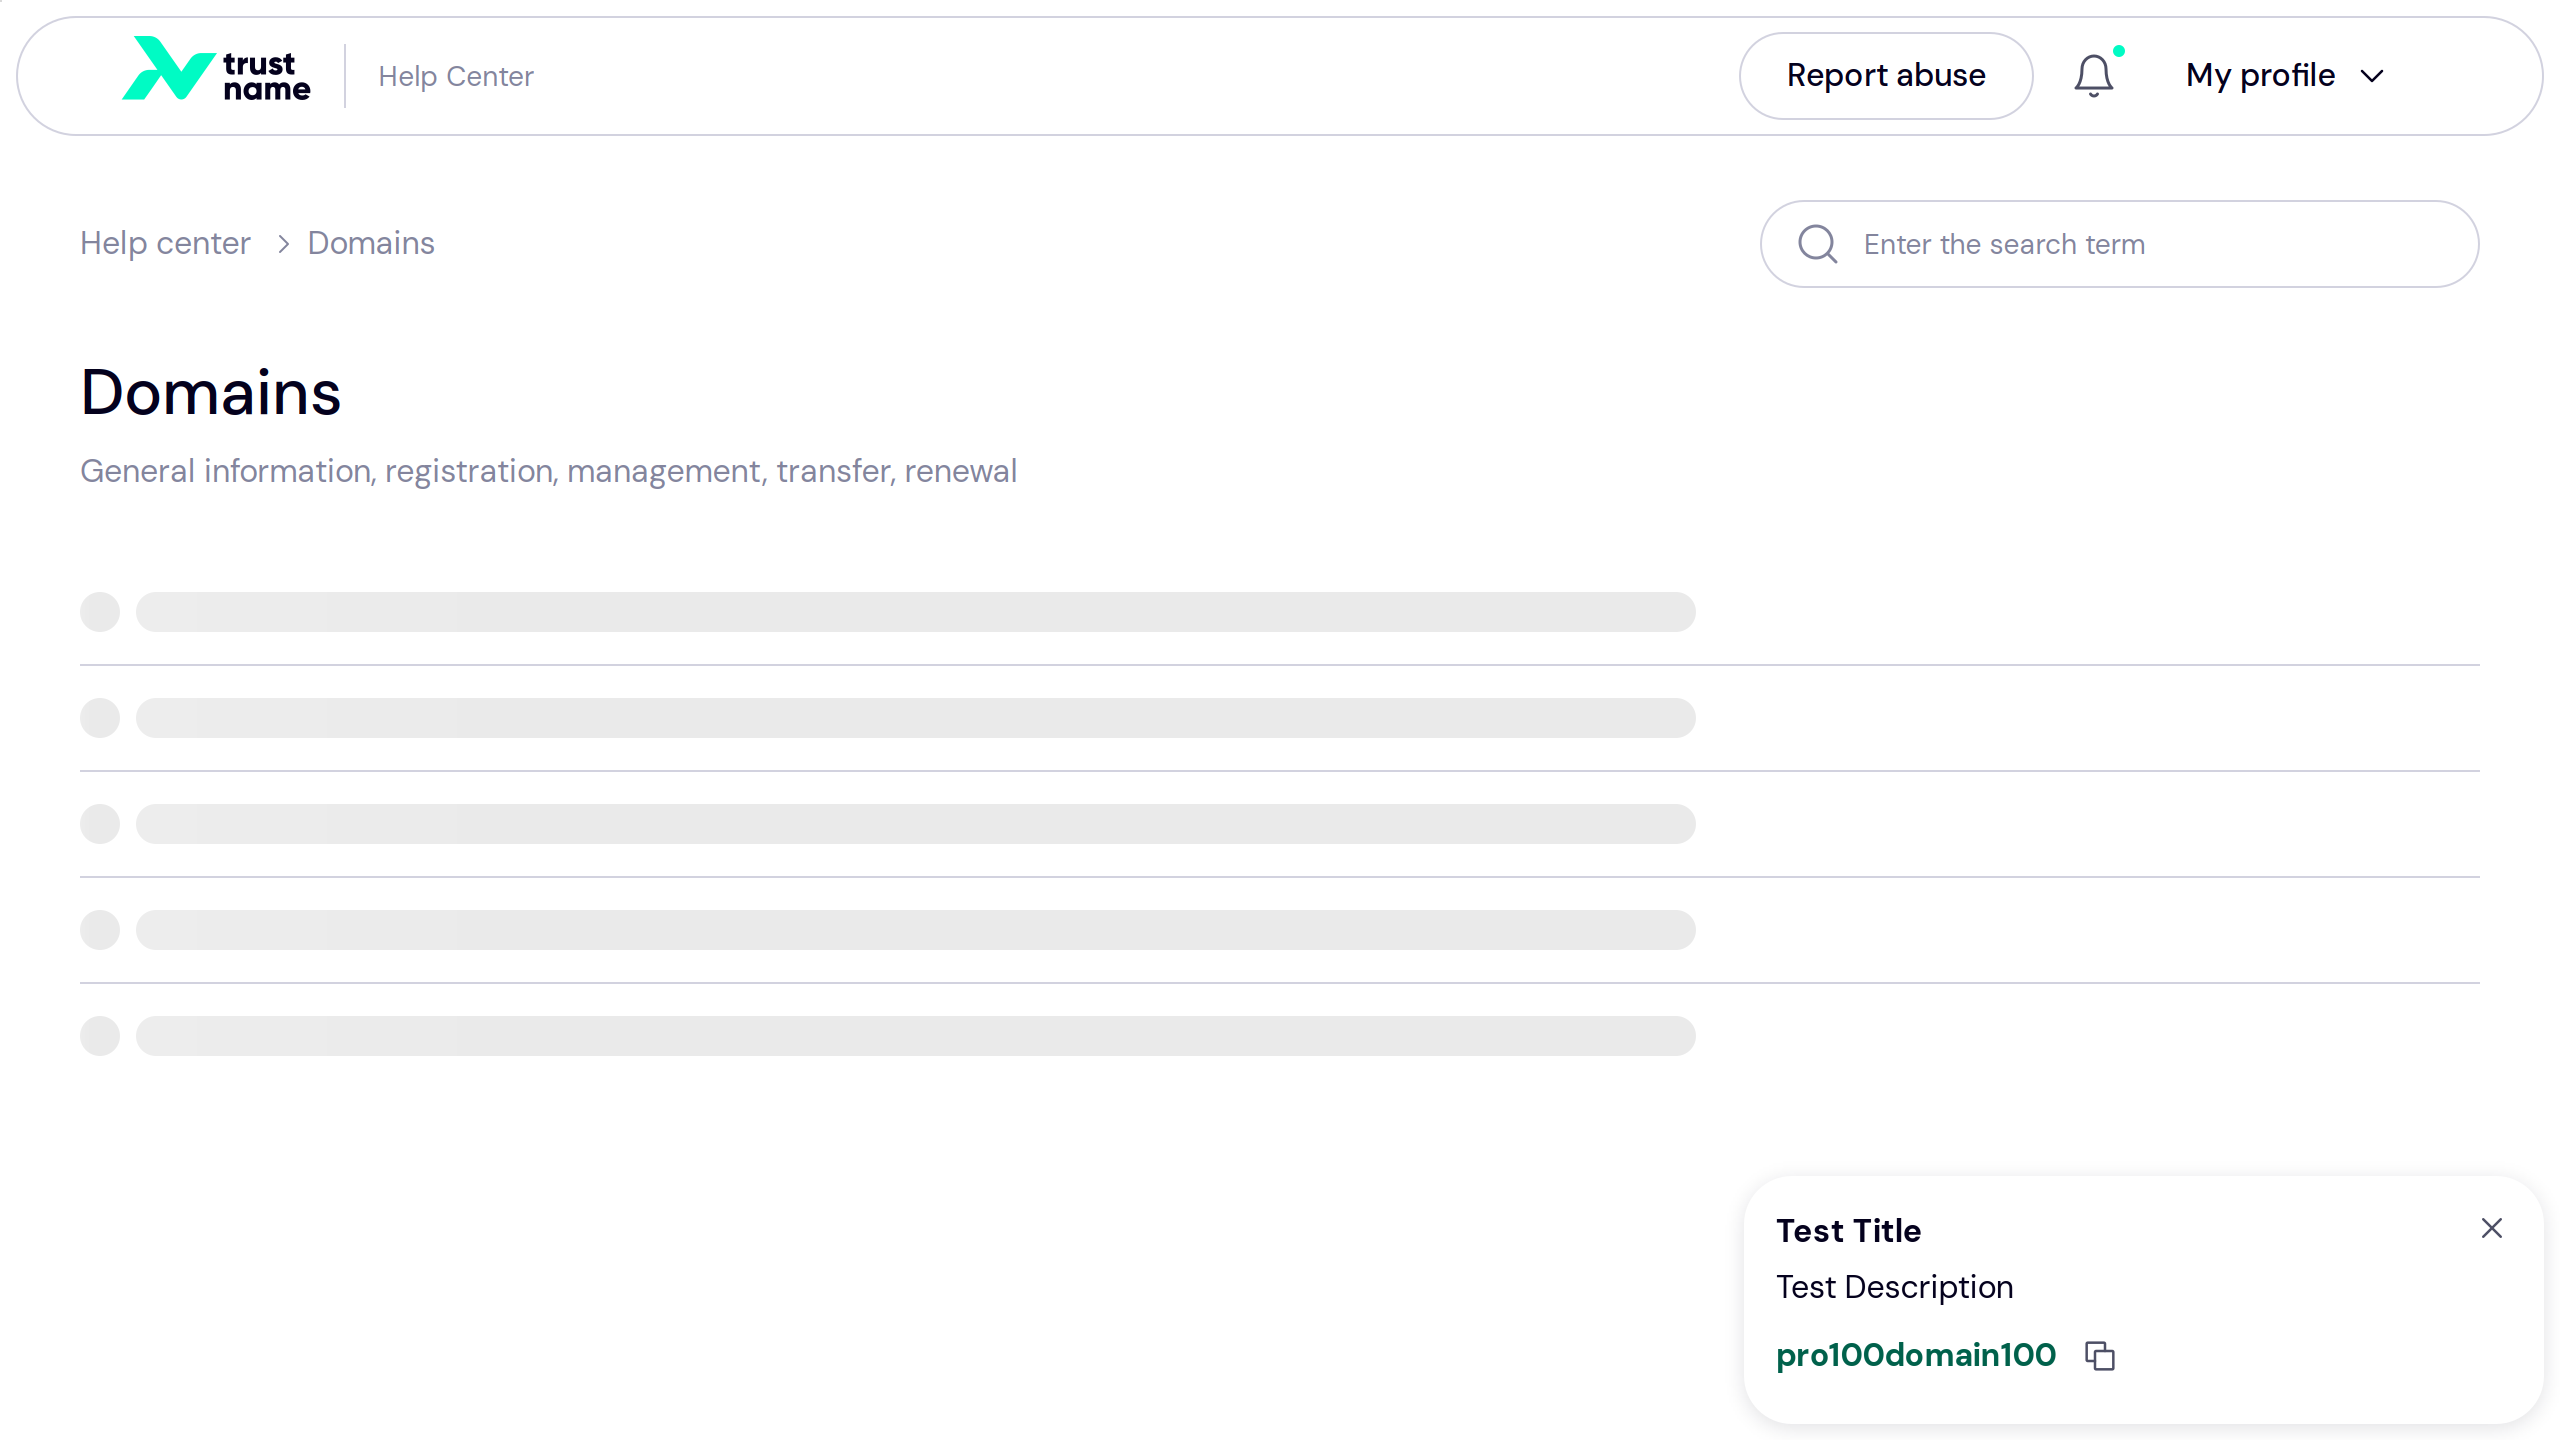 trust
name
Help Center
Report abuse
My profile
Help center
Domains
Enter the search term
Domains
General information, registration, management, transfer, renewal
Test Title
Test Description
pro100domain100